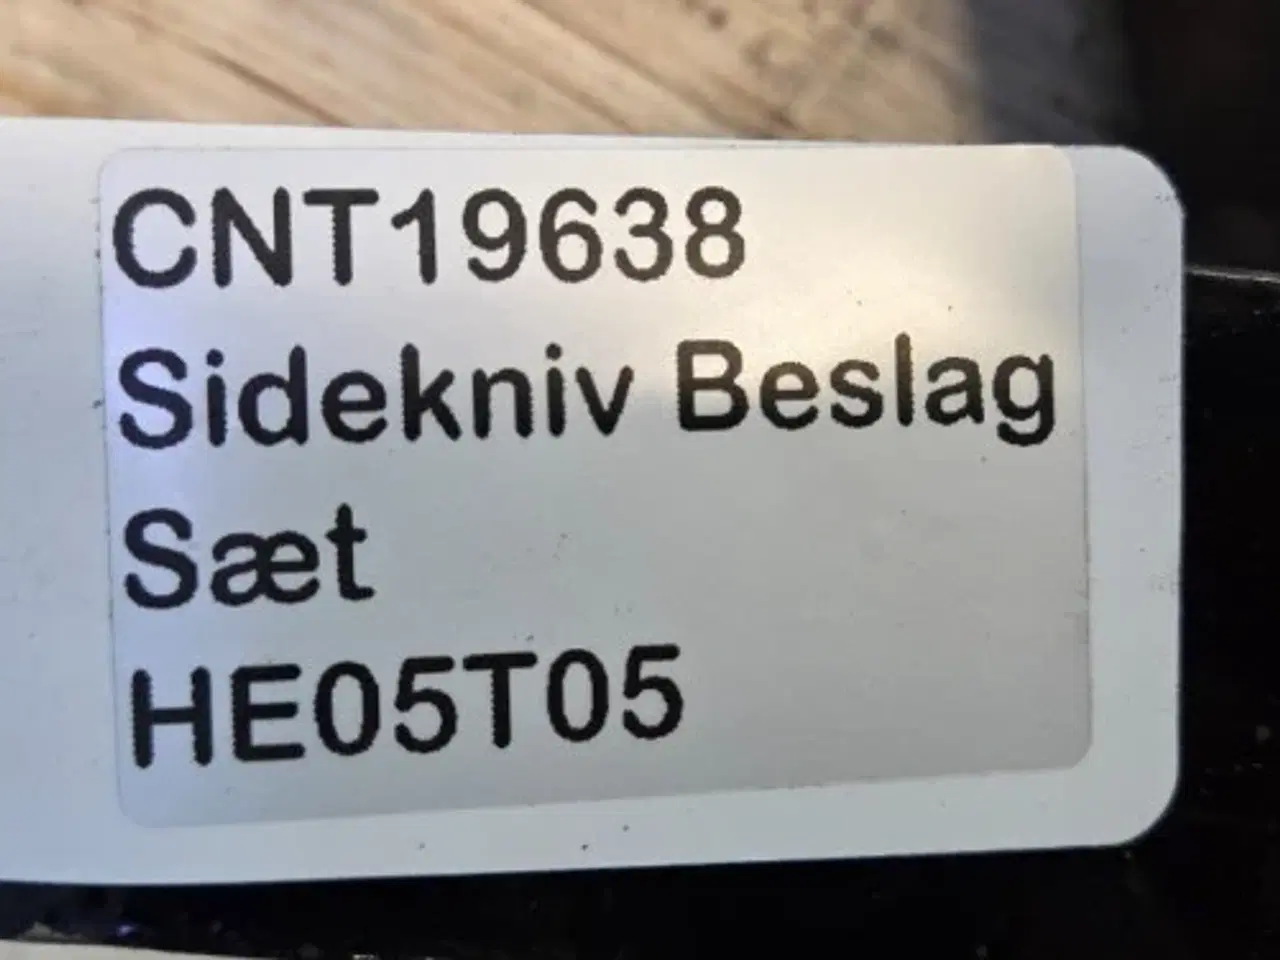 CNT19638
Sidekniv Beslag
Sæt
HE05T05